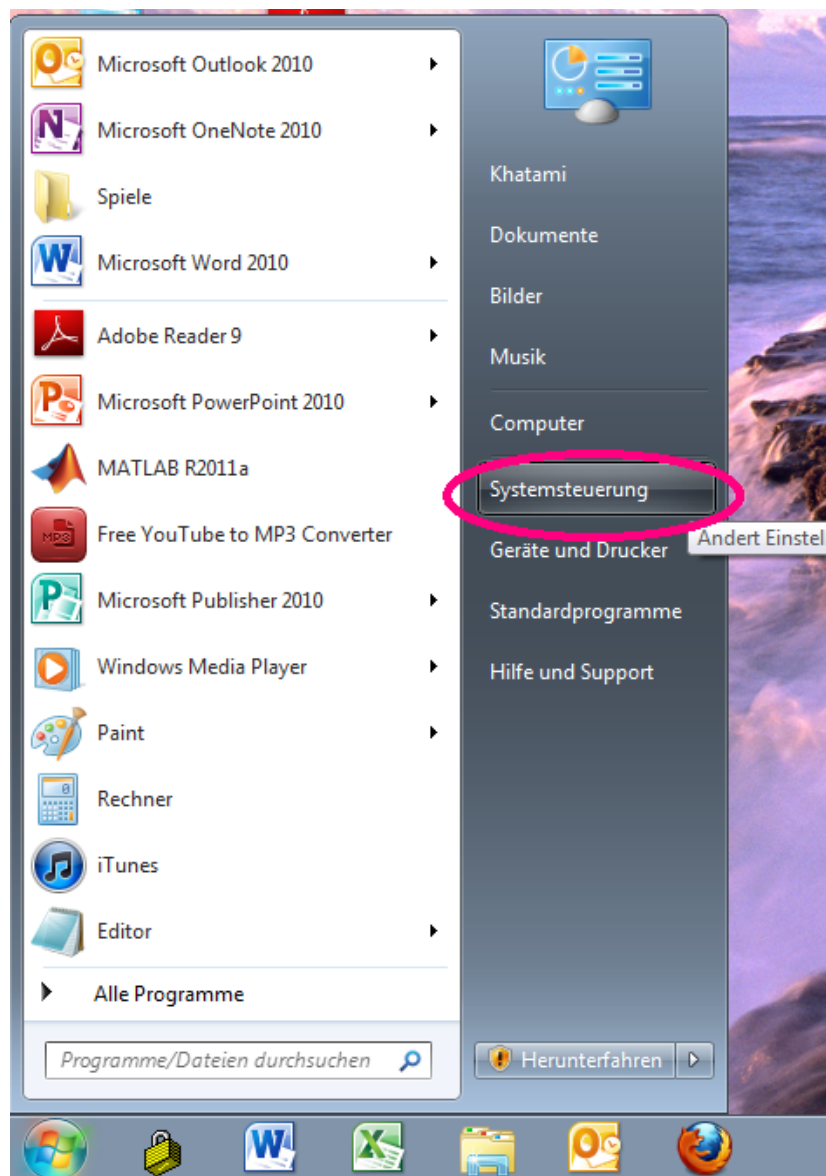 Microsoft Outlook 2010
Microsoft OneNote 2010
Spiele
Microsoft Word 2010
Adobe Reader 9
Microsoft PowerPoint 2010
MATLAB R2011a
Free YouTube to MP3 Converter
Microsoft Publisher 2010
Windows Media Player
Paint
Rechner
iTunes
Editor
Alle Programme
Programme/Dateien durchsuchen
Khatami
Dokumente
Bilder
Musik
Computer
Systemsteuerung
Geräte und Drucker
Ändert Einstel
Standardprogramme
Hilfe und Support
Herunterfahren